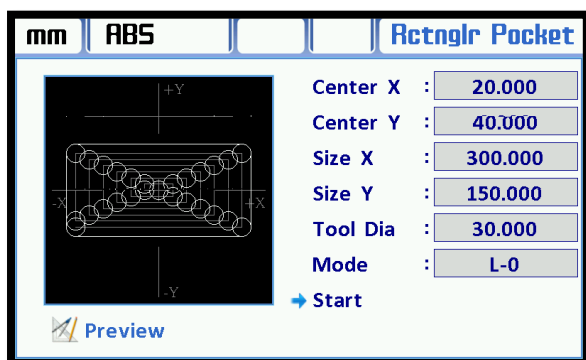 mm ABS Rctnglr Pocket
+Y
-X +X
-Y
Preview
Center X : 20.000
Center Y : 40.000
Size X : 300.000
Size Y : 150.000
Tool Dia : 30.000
Mode : L-0
Start